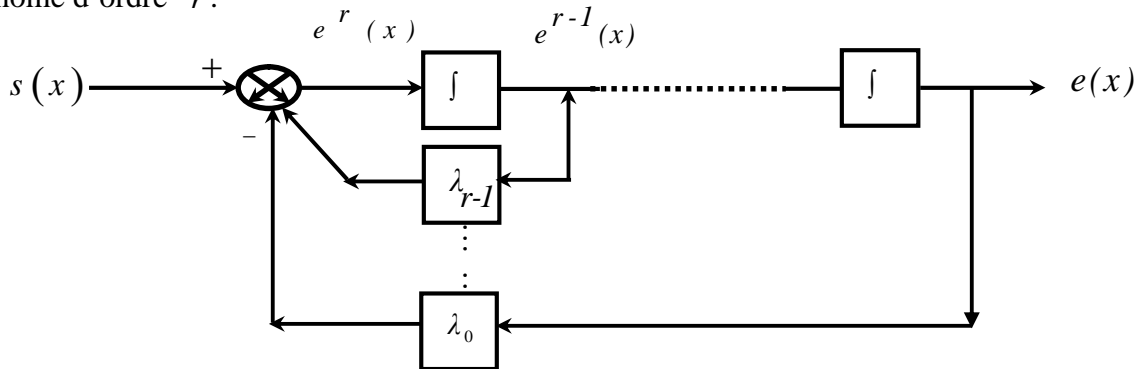 nome d'ordre r .
e^r (x)
e^{r-1}(x)
s(x)
+
∫
∫
e(x)
−
λ_{r-1}
λ_0